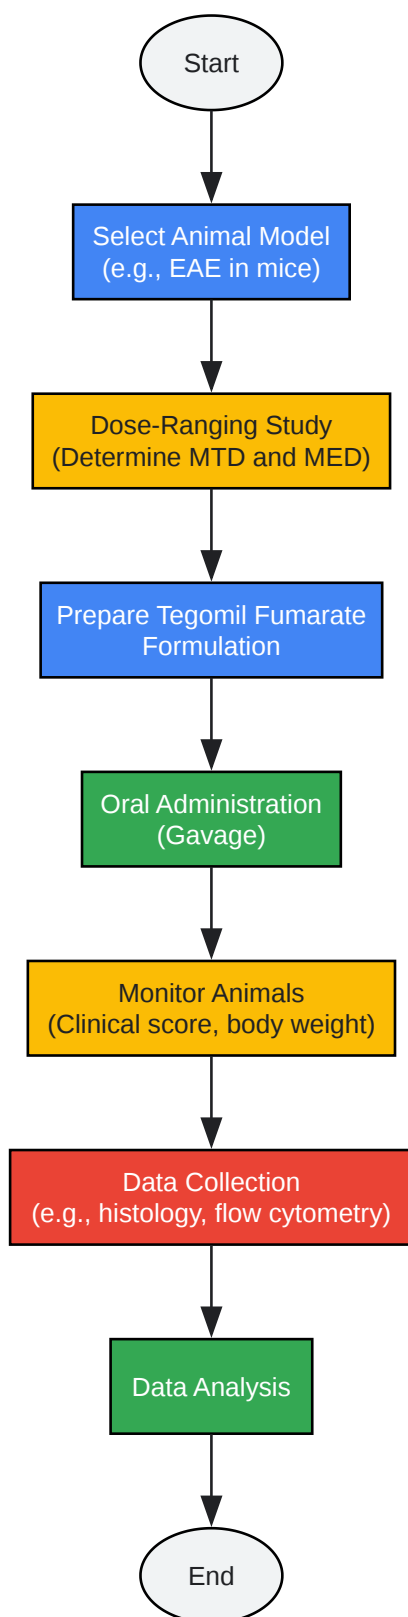 Start
Select Animal Model
(e.g., EAE in mice)
Dose-Ranging Study
(Determine MTD and MED)
Prepare Tegomil Fumarate
Formulation
Oral Administration
(Gavage)
Monitor Animals
(Clinical score, body weight)
Data Collection
(e.g., histology, flow cytometry)
Data Analysis
End